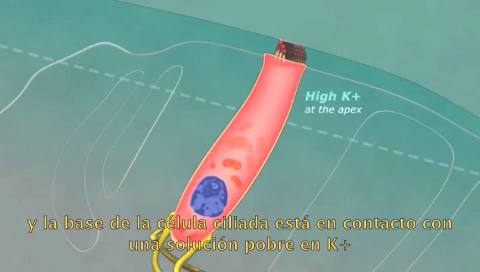 High K+
at the apex
y la base de la célula ciliada está en contacto con
una solución pobre en K+